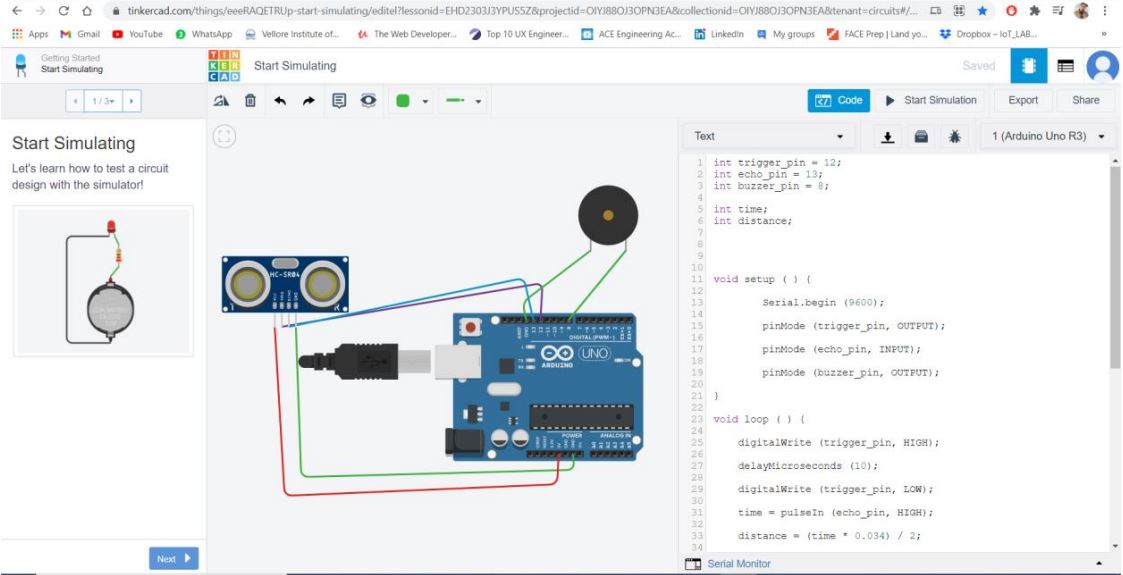 tinkercad.com/things/eeeRAQETRUp-start-simulating/editel?lessonid=EHD2303J3YPUS5Z&projectid=OIYJ88OJ3OPN3EA&collectionid=OIYJ88OJ3OPN3EA&tenant=circuits#/...
Apps Gmail YouTube WhatsApp Vellore Institute of... The Web Developer... Top 10 UX Engineer... ACE Engineering Ac... LinkedIn My groups FACE Prep | Land yo... Dropbox – IoT_LAB... »
Getting Started
Start Simulating
TIN
KER
CAD
Start Simulating
Saved
1/3
Code
Start Simulation
Export
Share
Start Simulating
Let's learn how to test a circuit
design with the simulator!
Next
HC-SR04
T R
DIGITAL (PWM~)
UNO
ARDUINO
POWER ANALOG IN
Text
1 (Arduino Uno R3)
1 int trigger_pin = 12;
2 int echo_pin = 13;
3 int buzzer_pin = 8;
4
5 int time;
6 int distance;
7
8
9
10
11 void setup ( ) {
12
13 Serial.begin (9600);
14
15 pinMode (trigger_pin, OUTPUT);
16
17 pinMode (echo_pin, INPUT);
18
19 pinMode (buzzer_pin, OUTPUT);
20
21 }
22
23 void loop ( ) {
24
25 digitalWrite (trigger_pin, HIGH);
26
27 delayMicroseconds (10);
28
29 digitalWrite (trigger_pin, LOW);
30
31 time = pulseIn (echo_pin, HIGH);
32
33 distance = (time * 0.034) / 2;
34
Serial Monitor